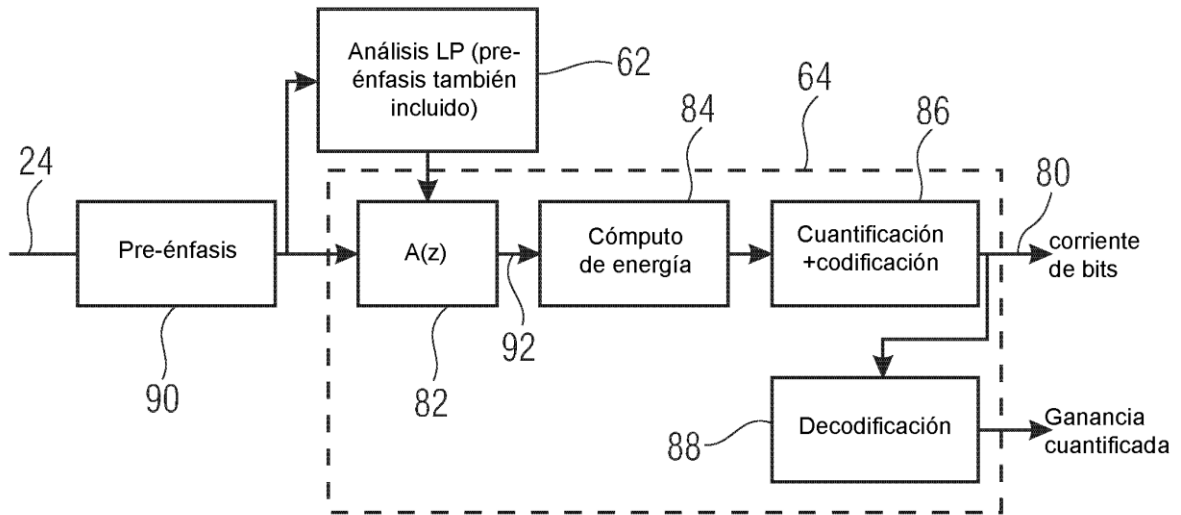 Análisis LP (pre-
énfasis también
incluido)
62
64
84
86
24
80
Pre-énfasis
A(z)
Cómputo
de energía
Cuantificación
+codificación
corriente
de bits
92
90
82
88
Decodificación
Ganancia
cuantificada